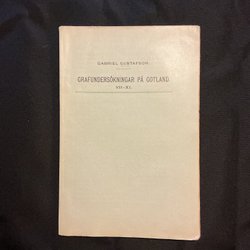 GABRIEL GUSTAFSON.
GRAFUNDERSÖKNINGAR PÅ GOTLAND
VII–XI.